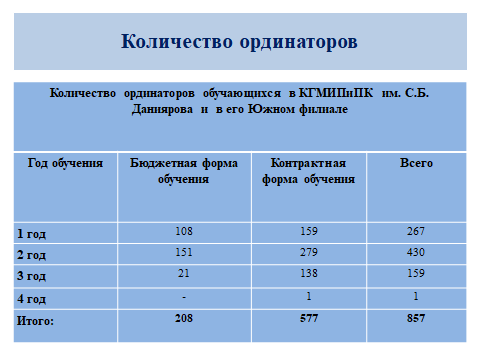 Количество ординаторов
Количество ординаторов обучающихся в КГМИПиПК им. С.Б.
Даниярова и в его Южном филиале
Год обучения Бюджетная форма обучения Контрактная форма обучения Всего
1 год 108 159 267
2 год 151 279 430
3 год 21 138 159
4 год - 1 1
Итого: 208 577 857